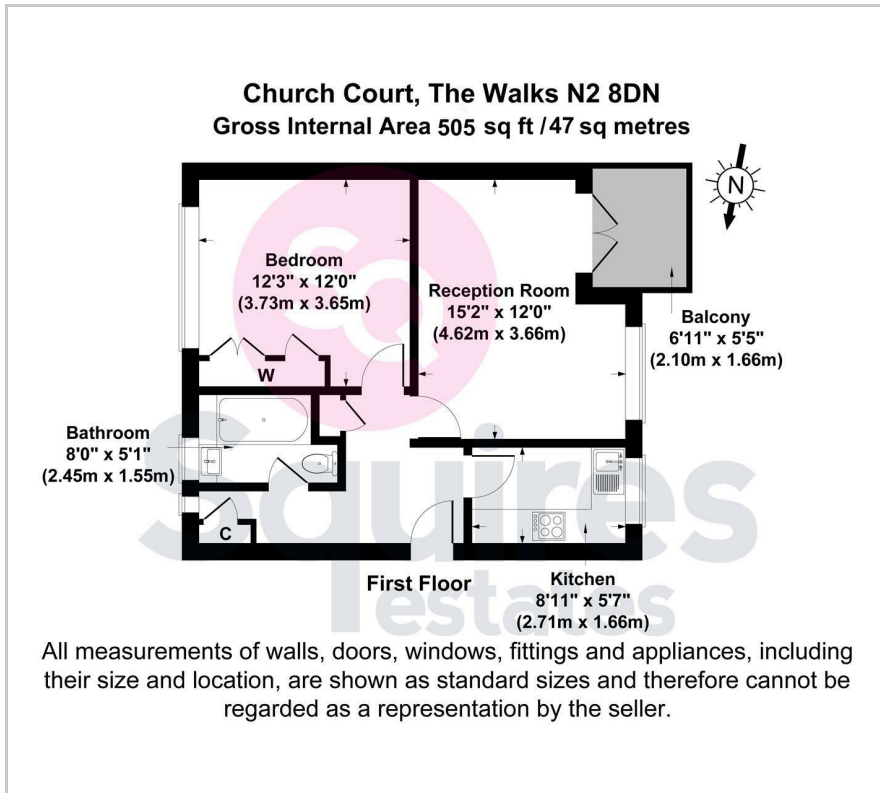 Church Court, The Walks N2 8DN
Gross Internal Area 505 sq ft / 47 sq metres
N
SQ
Bedroom
12'3" x 12'0"
(3.73m x 3.65m)
Reception Room
15'2" x 12'0"
(4.62m x 3.66m)
Balcony
6'11" x 5'5"
(2.10m x 1.66m)
W
Bathroom
8'0" x 5'1"
(2.45m x 1.55m)
C
Squires
estates
First Floor
Kitchen
8'11" x 5'7"
(2.71m x 1.66m)
All measurements of walls, doors, windows, fittings and appliances, including
their size and location, are shown as standard sizes and therefore cannot be
regarded as a representation by the seller.